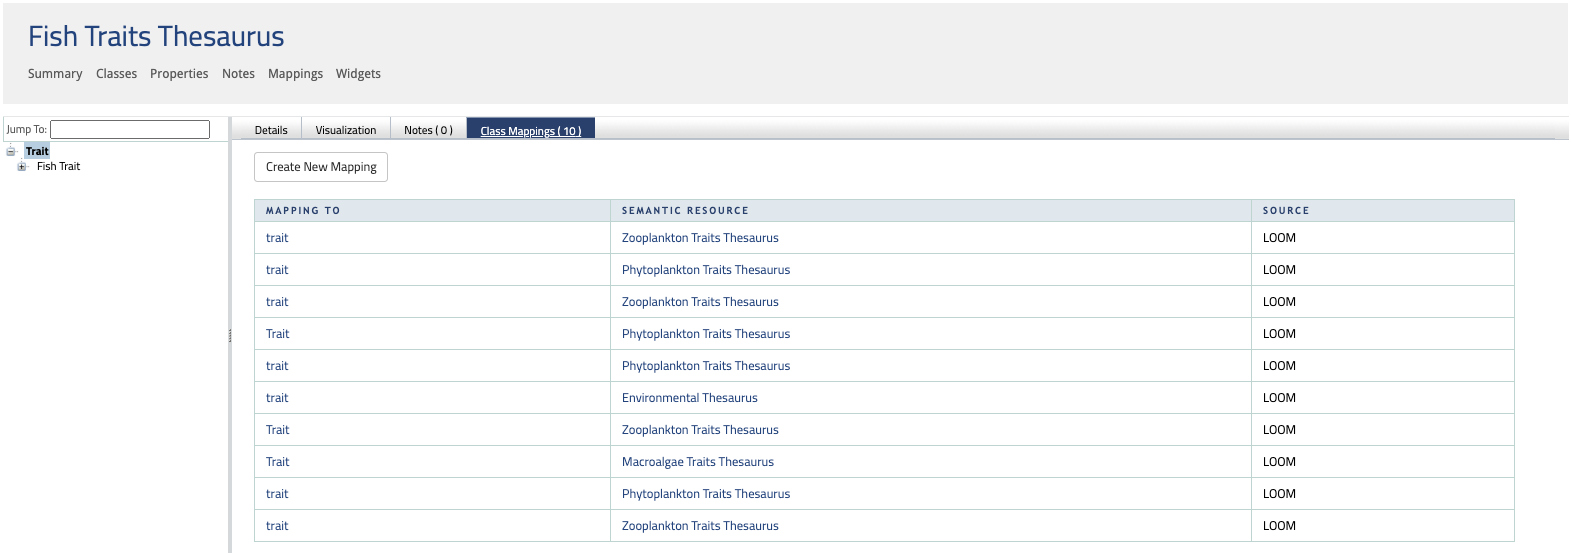 Fish Traits Thesaurus
Summary Classes Properties Notes Mappings Widgets
Jump To:
Trait
Fish Trait
Details Visualization Notes ( 0 ) Class Mappings ( 10 )
Create New Mapping
MAPPING TO SEMANTIC RESOURCE SOURCE
trait Zooplankton Traits Thesaurus LOOM
trait Phytoplankton Traits Thesaurus LOOM
trait Zooplankton Traits Thesaurus LOOM
Trait Phytoplankton Traits Thesaurus LOOM
trait Phytoplankton Traits Thesaurus LOOM
trait Environmental Thesaurus LOOM
Trait Zooplankton Traits Thesaurus LOOM
Trait Macroalgae Traits Thesaurus LOOM
trait Phytoplankton Traits Thesaurus LOOM
trait Zooplankton Traits Thesaurus LOOM